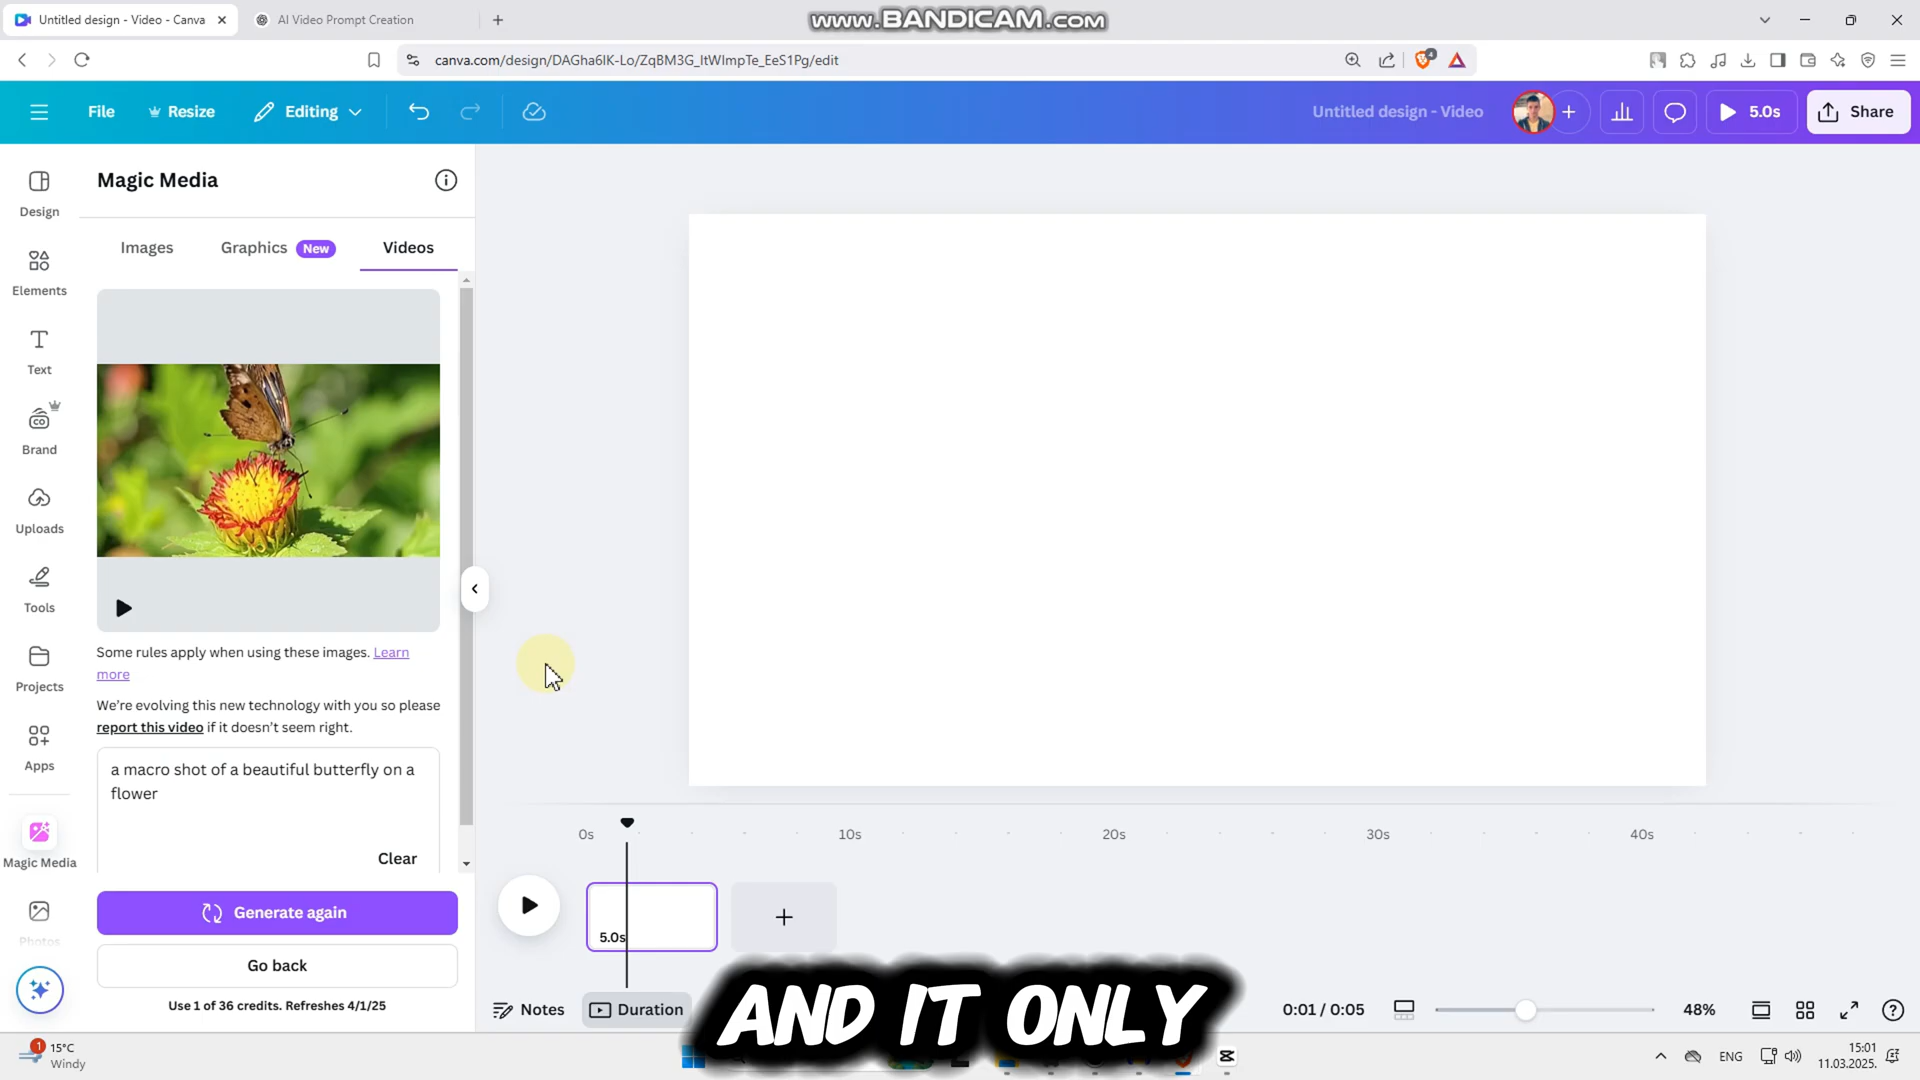 Untitled design - Video - Canva
AI Video Prompt Creation
www.BANDICAM.com
canva.com/design/DAGha6IK-Lo/ZqBM3G_ltWImpTe_EeS1Pg/edit
4
File
Resize
Editing
Untitled design - Video
5.0s
Share
Design
Elements
Text
Brand
Uploads
Tools
Projects
Apps
Magic Media
Photos
Magic Media
Images
Graphics New
Videos
Some rules apply when using these images. Learn
more
We're evolving this new technology with you so please
report this video if it doesn't seem right.
a macro shot of a beautiful butterfly on a
flower
Clear
Generate again
Go back
Use 1 of 36 credits. Refreshes 4/1/25
0s
10s
20s
30s
40s
5.0s
Notes
Duration
0:01 / 0:05
48%
AND IT ONLY
1
15°C
Windy
ENG
15:01
11.03.2025.